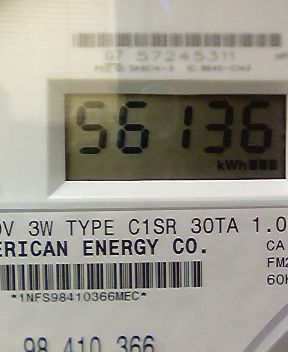 G7 57245311
56136
kWh
0V 3W TYPE C1SR 30TA 1.0
ERICAN ENERGY CO.
CA
FM2
60H
*1NFS98410366MEC*
98 410 366